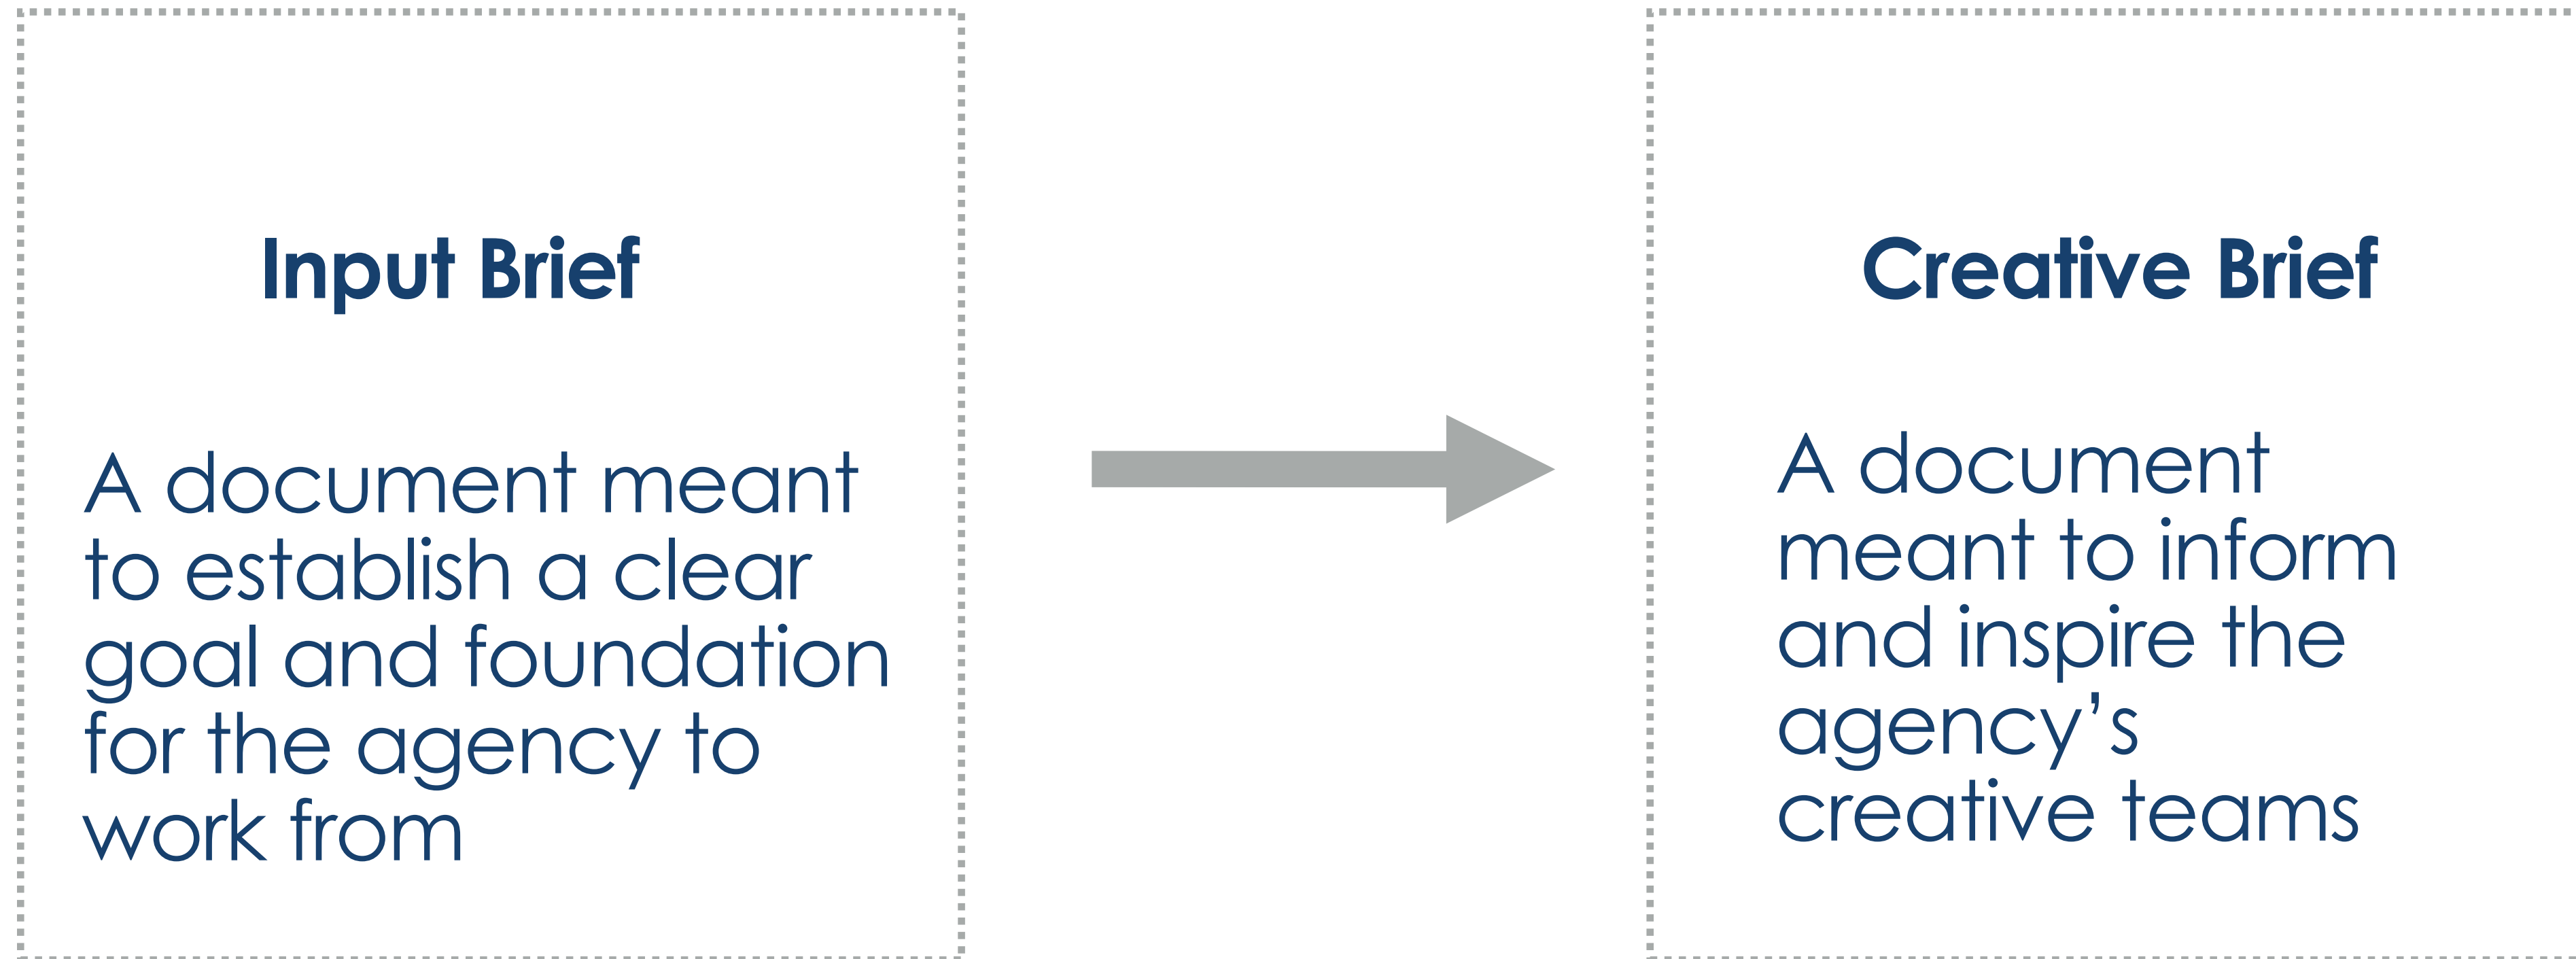 Input Brief
A document meant
to establish a clear
goal and foundation
for the agency to
work from
Creative Brief
A document
meant to inform
and inspire the
agency’s
creative teams